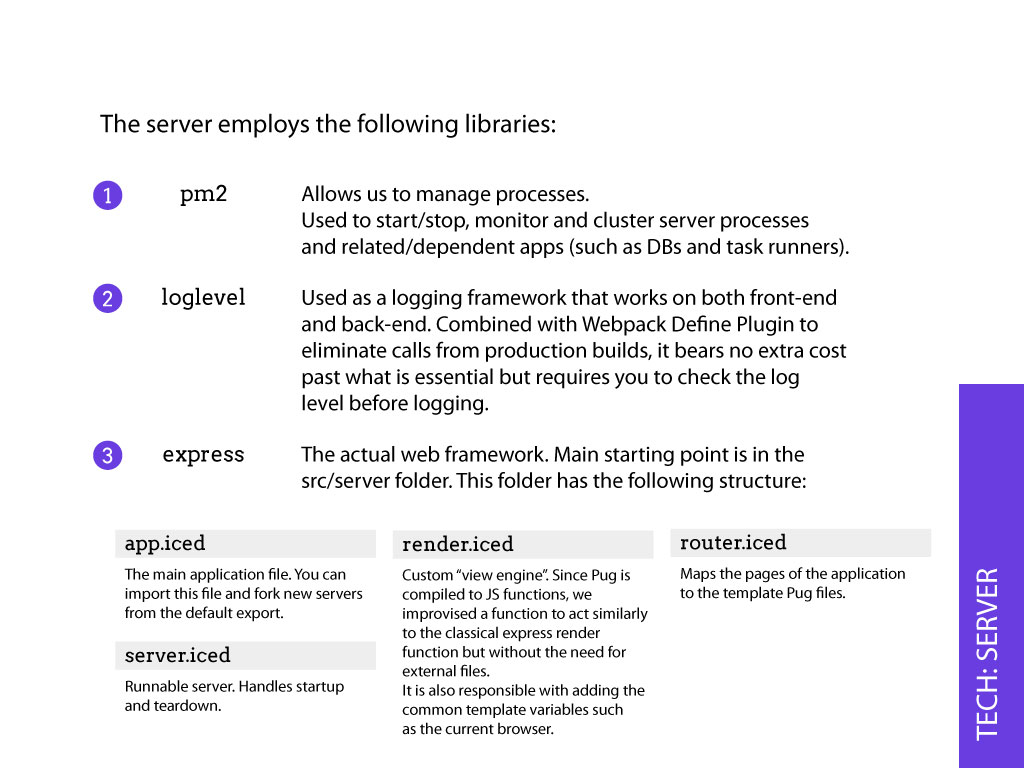 The server employs the following libraries:
1
pm2
Allows us to manage processes.
Used to start/stop, monitor and cluster server processes
and related/dependent apps (such as DBs and task runners).
2
loglevel
Used as a logging framework that works on both front-end
and back-end. Combined with Webpack Define Plugin to
eliminate calls from production builds, it bears no extra cost
past what is essential but requires you to check the log
level before logging.
3
express
The actual web framework. Main starting point is in the
src/server folder. This folder has the following structure:
app.iced
The main application file. You can
import this file and fork new servers
from the default export.
server.iced
Runnable server. Handles startup
and teardown.
render.iced
Custom “view engine”. Since Pug is
compiled to JS functions, we
improvised a function to act similarly
to the classical express render
function but without the need for
external files.
It is also responsible with adding the
common template variables such
as the current browser.
router.iced
Maps the pages of the application
to the template Pug files.
TECH: SERVER